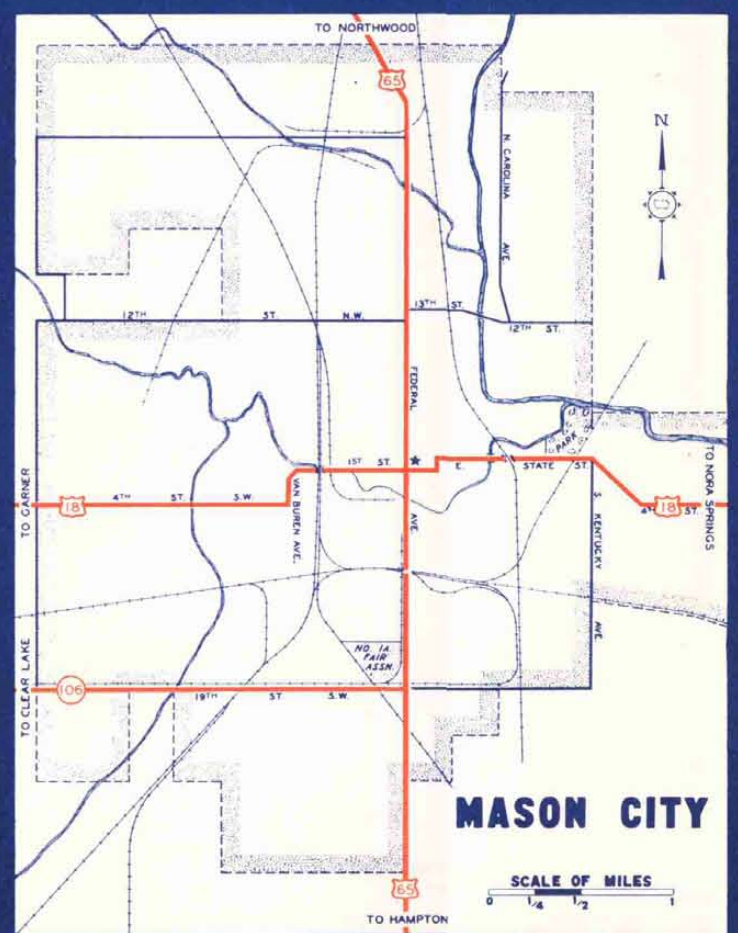 TO NORTHWOOD
65
N
N. CAROLINA AVE.
12TH ST. N.W.
13TH ST.
12TH ST.
FEDERAL AVE.
PARK
1ST ST.
E. STATE ST.
TO GARNER
18
4TH ST. S.W.
VAN BUREN AVE.
S. KENTUCKY AVE.
18
4TH ST.
TO NORA SPRINGS
NO. IA.
FAIR
ASSN.
TO CLEAR LAKE
106
19TH ST. S.W.
MASON CITY
SCALE OF MILES
0 1/4 1/2 1
65
TO HAMPTON